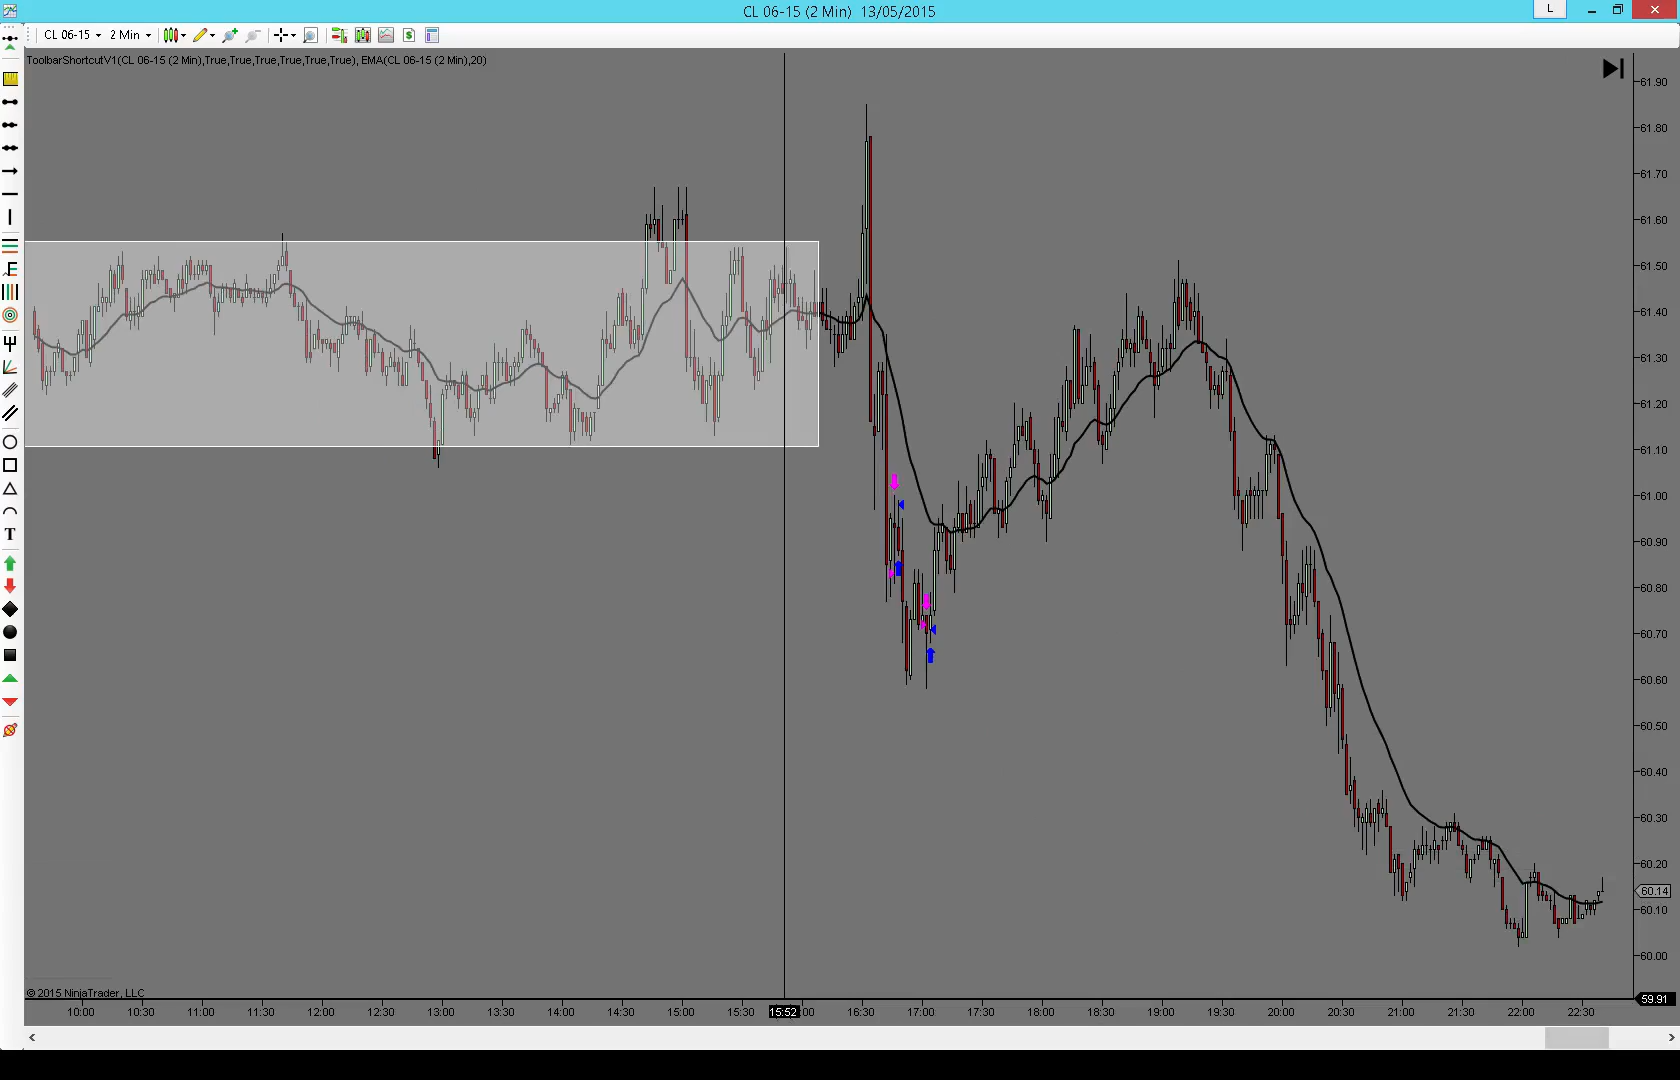 CL 06-15 (2 Min)  13/05/2015
L
CL 06-15
2 Min
ToolbarShortcutV1(CL 06-15 (2 Min),True,True,True,True,True,True), EMA(CL 06-15 (2 Min),20)
F
T
$
61.90
61.80
61.70
61.60
61.50
61.40
61.30
61.20
61.10
61.00
60.90
60.80
60.70
60.60
60.50
60.40
60.30
60.20
60.14
60.10
60.00
59.91
© 2015 NinjaTrader, LLC
10:00 10:30 11:00 11:30 12:00 12:30 13:00 13:30 14:00 14:30 15:00 15:30 15:52 :00 16:30 17:00 17:30 18:00 18:30 19:00 19:30 20:00 20:30 21:00 21:30 22:00 22:30